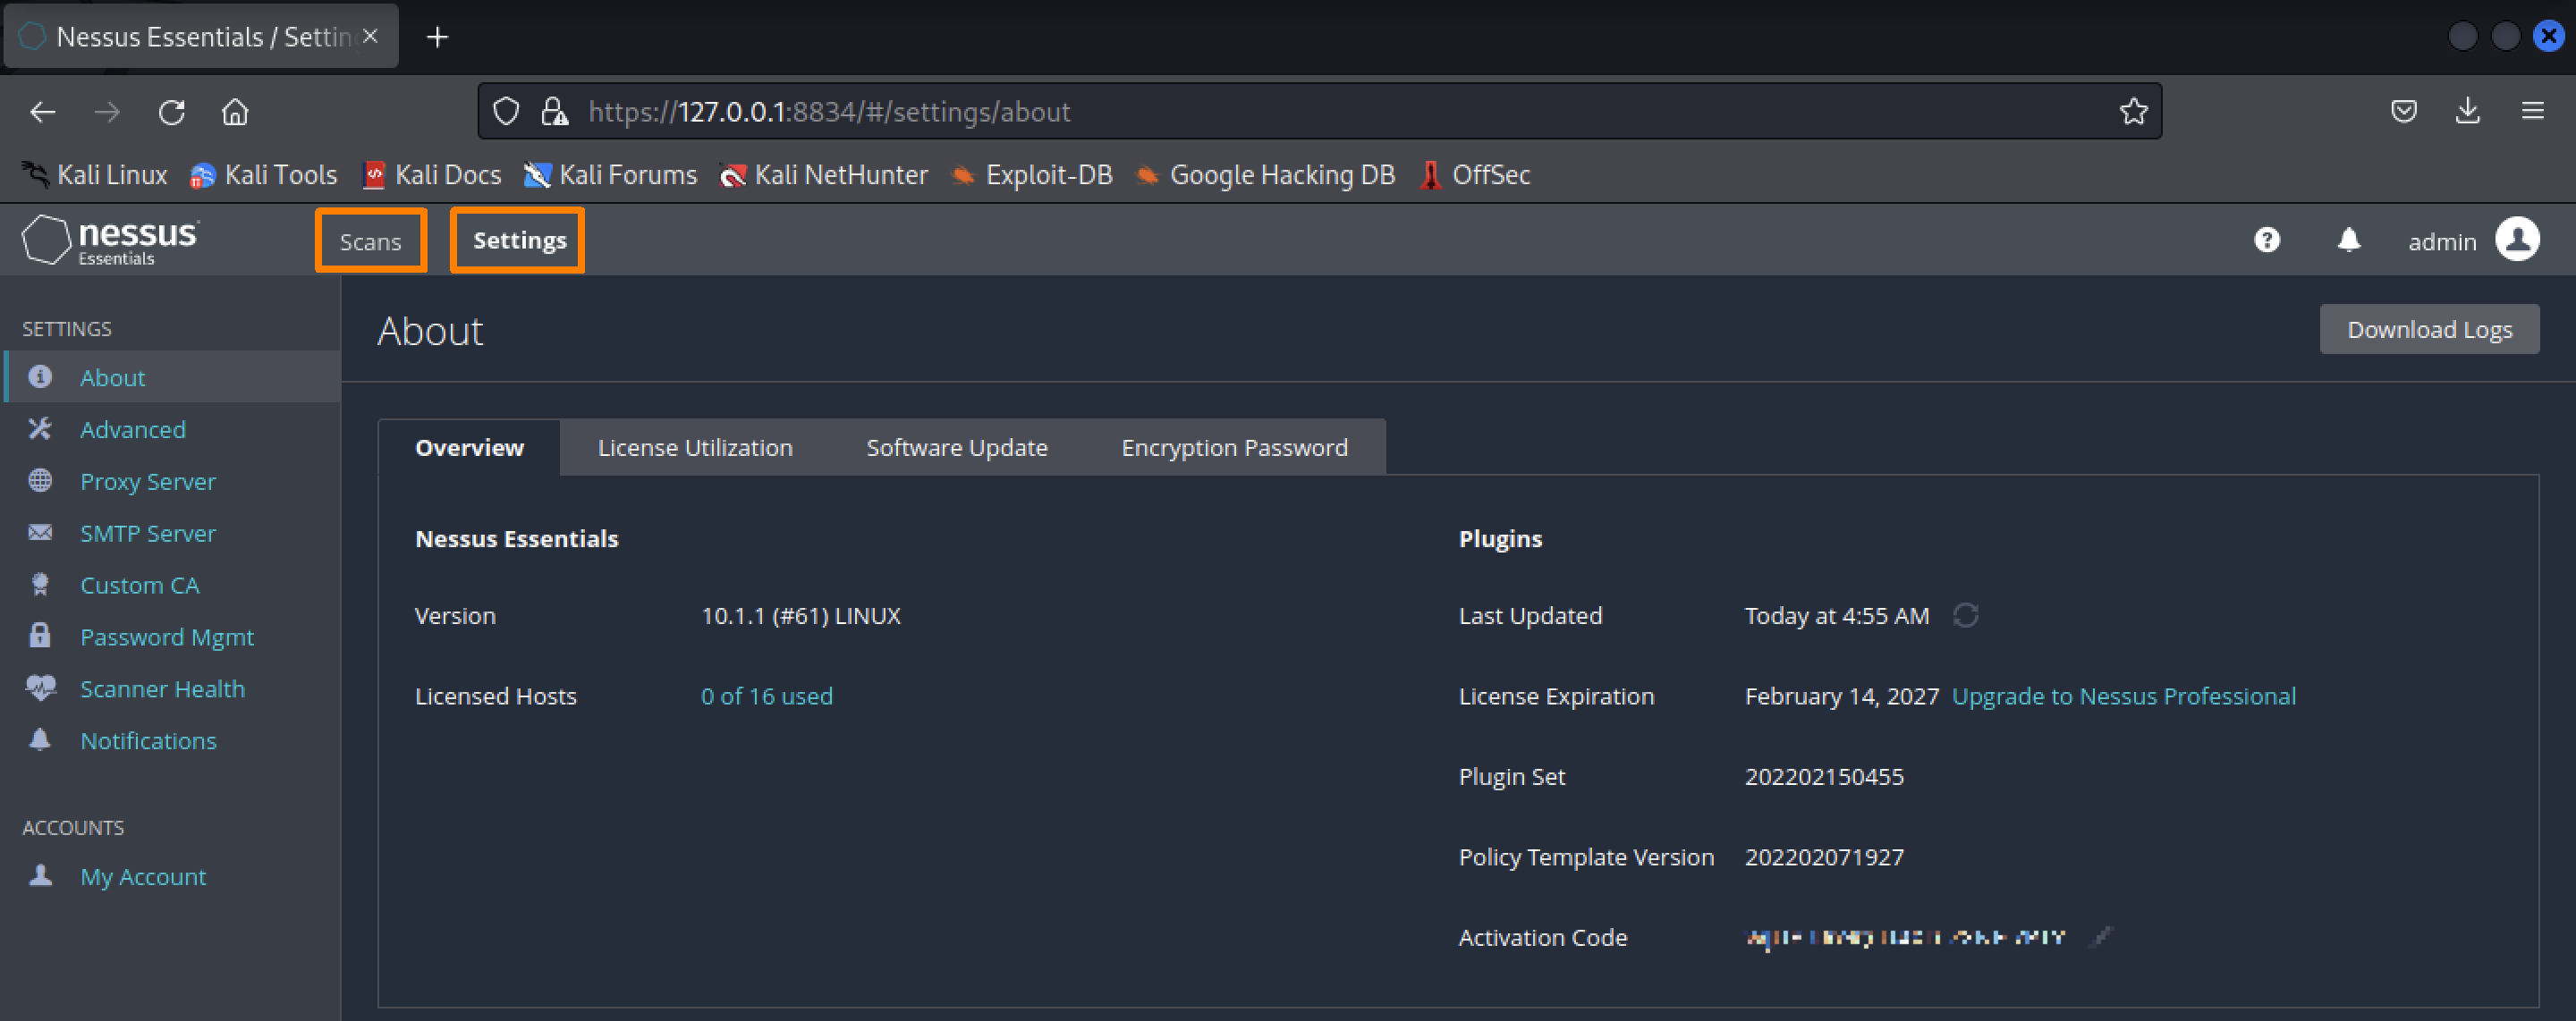 Nessus Essentials / Settin
https://127.0.0.1:8834/#/settings/about
Kali Linux Kali Tools Kali Docs Kali Forums Kali NetHunter Exploit-DB Google Hacking DB OffSec
nessus Essentials Scans Settings admin
SETTINGS
About
Advanced
Proxy Server
SMTP Server
Custom CA
Password Mgmt
Scanner Health
Notifications
ACCOUNTS
My Account
About Download Logs
Overview License Utilization Software Update Encryption Password
Nessus Essentials
Version 10.1.1 (#61) LINUX
Licensed Hosts 0 of 16 used
Plugins
Last Updated Today at 4:55 AM
License Expiration February 14, 2027 Upgrade to Nessus Professional
Plugin Set 202202150455
Policy Template Version 202202071927
Activation Code